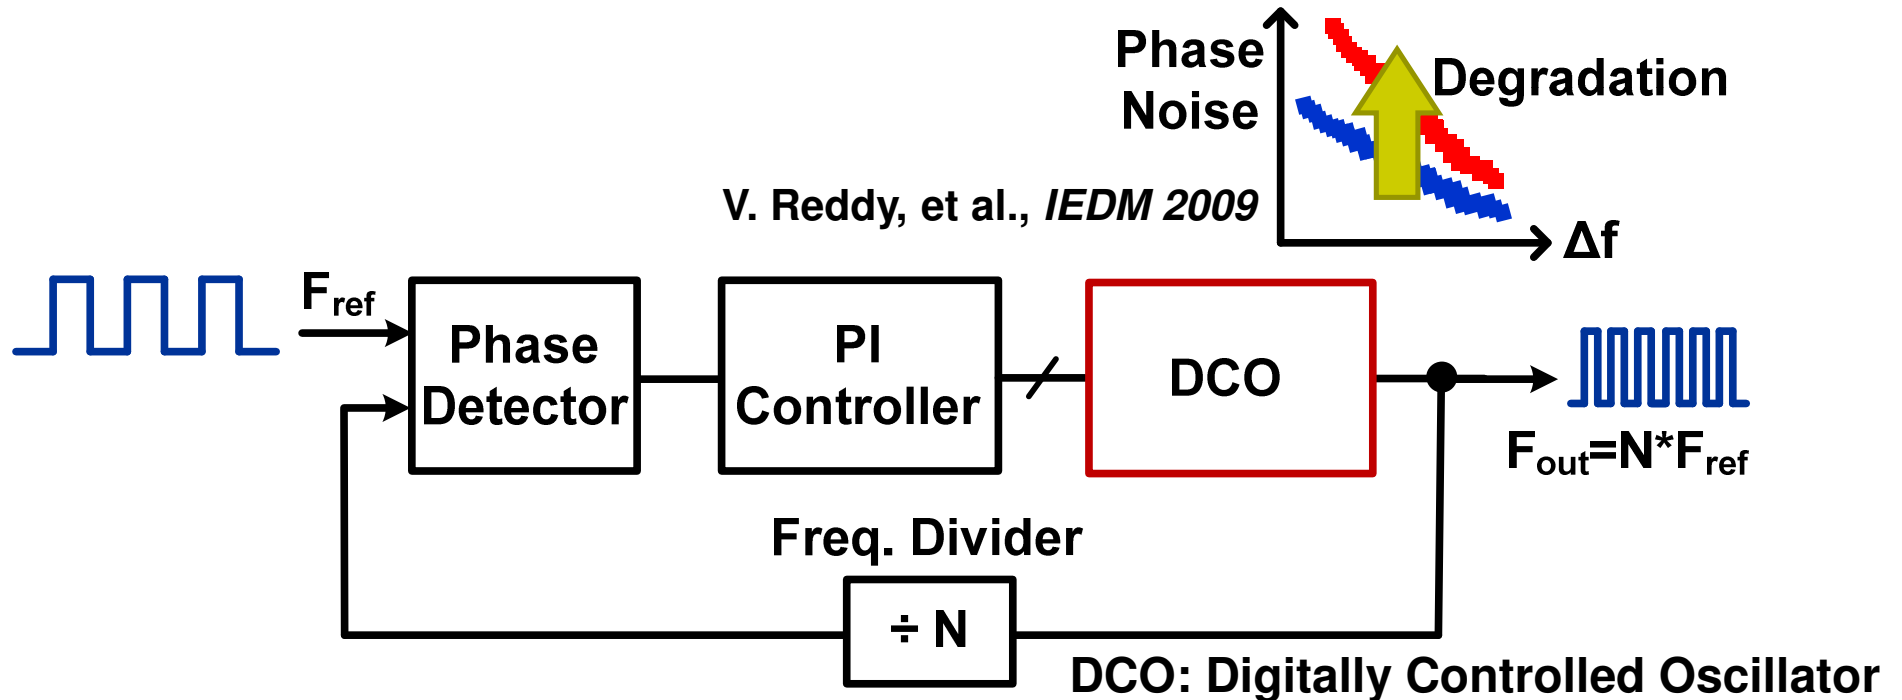 Phase
Noise
Degradation
V. Reddy, et al., IEDM 2009
Δf
Fref
Phase
Detector
PI
Controller
DCO
Fout=N*Fref
Freq. Divider
÷ N
DCO: Digitally Controlled Oscillator